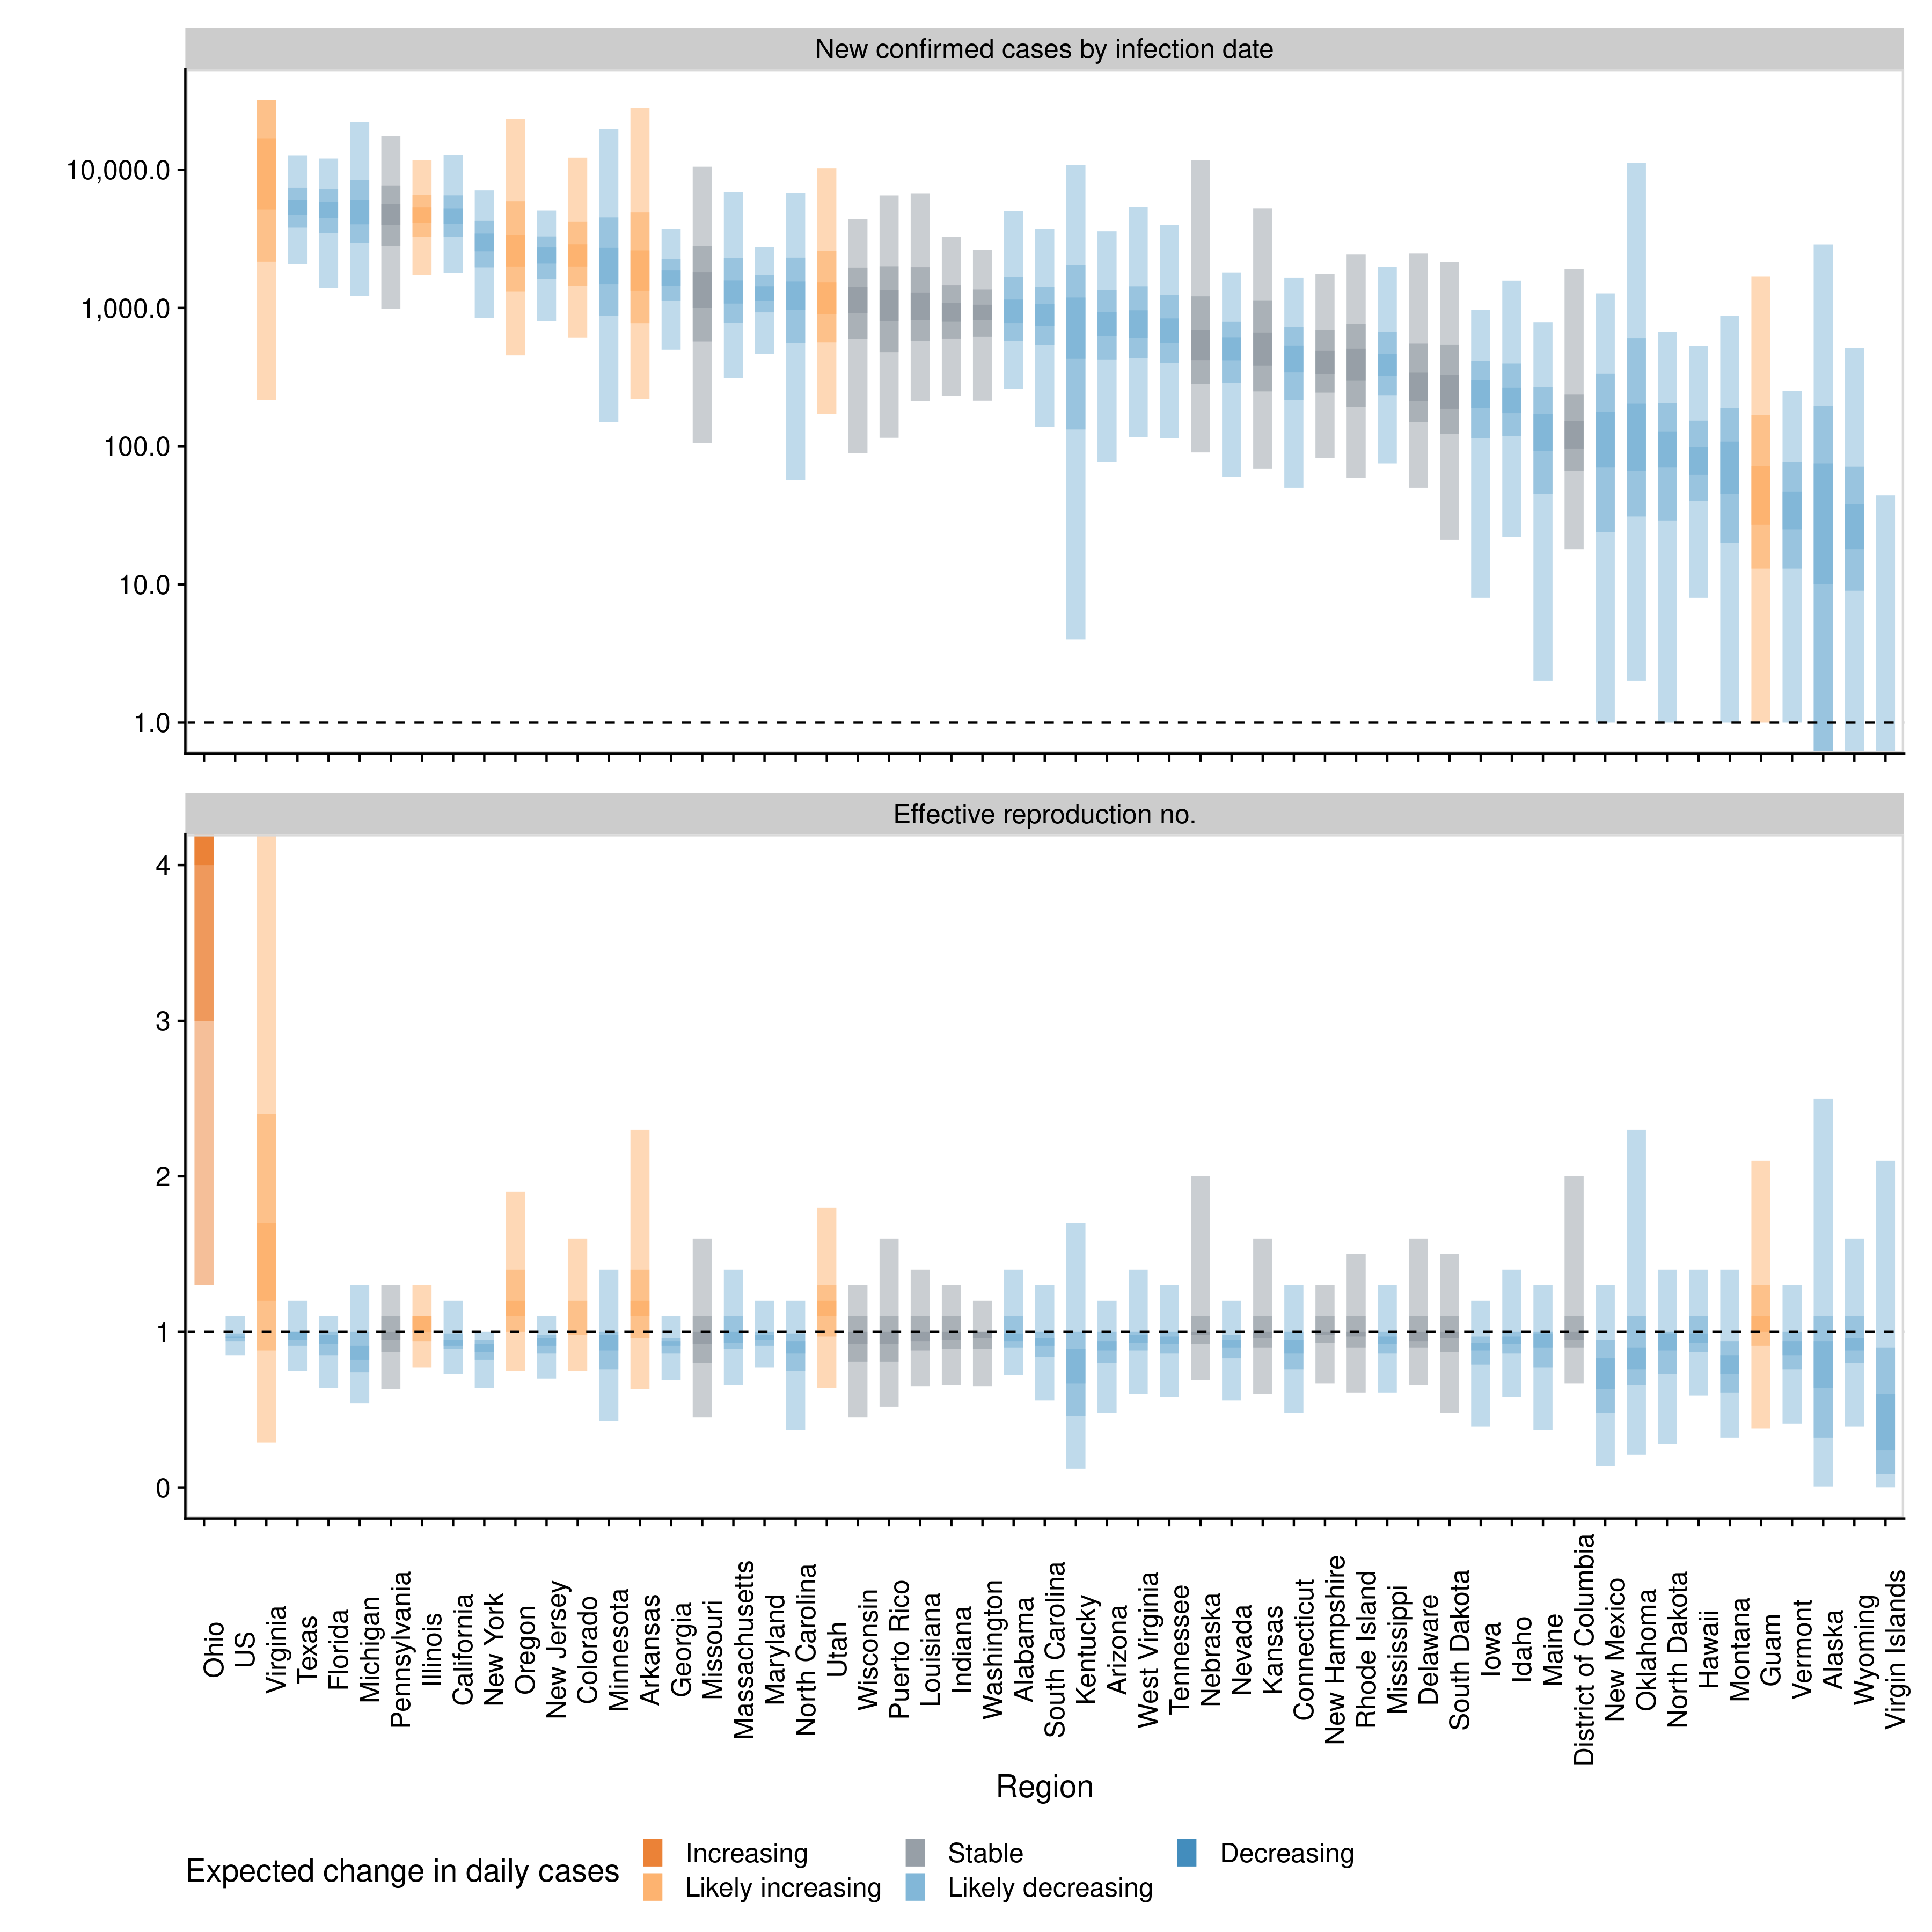 New confirmed cases by infection date
10,000.0
1,000.0
100.0
10.0
1.0
Effective reproduction no.
4
3
2
1
0
Ohio
US
Virginia
Texas
Florida
Michigan
Pennsylvania
Illinois
California
New York
Oregon
New Jersey
Colorado
Minnesota
Arkansas
Georgia
Missouri
Massachusetts
Maryland
North Carolina
Utah
Wisconsin
Puerto Rico
Louisiana
Indiana
Washington
Alabama
South Carolina
Kentucky
Arizona
West Virginia
Tennessee
Nebraska
Nevada
Kansas
Connecticut
New Hampshire
Rhode Island
Mississippi
Delaware
South Dakota
Iowa
Idaho
Maine
District of Columbia
New Mexico
Oklahoma
North Dakota
Hawaii
Montana
Guam
Vermont
Alaska
Wyoming
Virgin Islands
Region
Expected change in daily cases
Increasing
Likely increasing
Stable
Likely decreasing
Decreasing